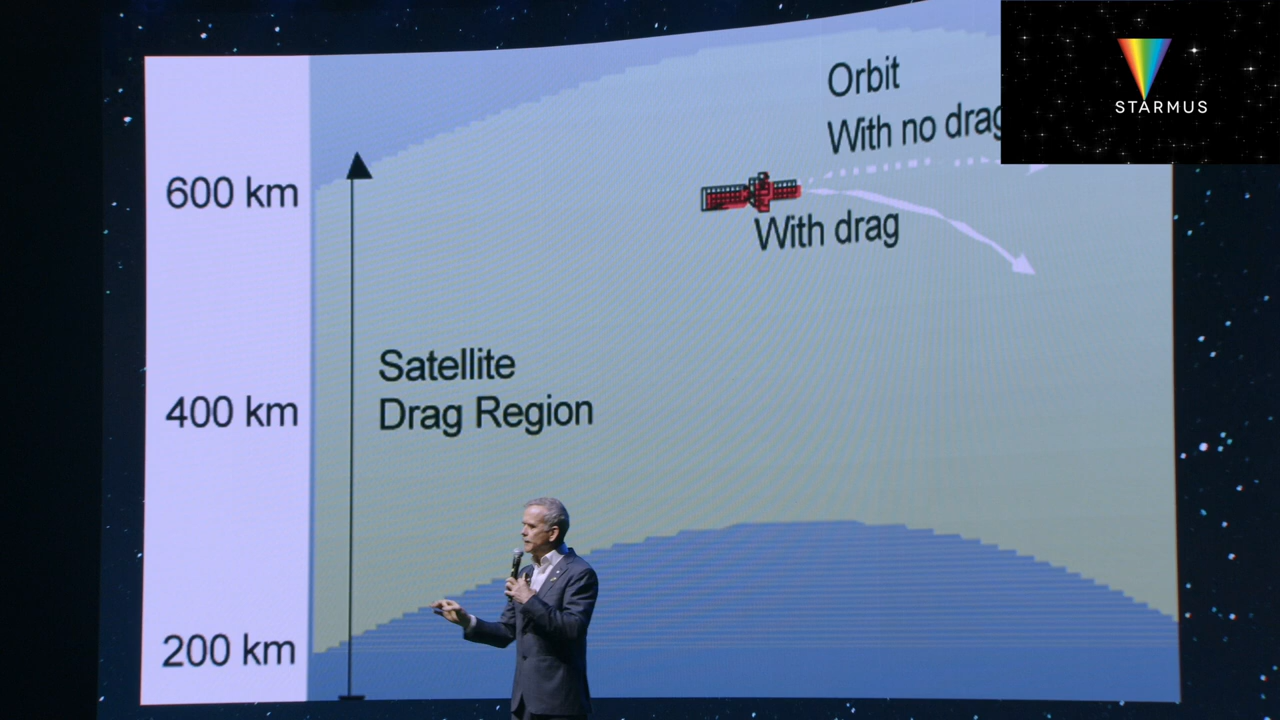 Orbit
With no drag
STARMUS
600 km
With drag
Satellite
Drag Region
400 km
200 km